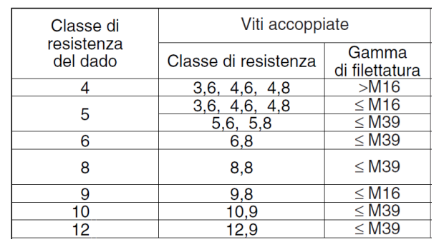 Classe di resistenza del dado
Viti accoppiate
Classe di resistenza
Gamma di filettatura
4 3,6, 4,6, 4,8 >M16
5 3,6, 4,6, 4,8 ≤ M16
5,6, 5,8 ≤ M39
6 6,8 ≤ M39
8 8,8 ≤ M39
9 9,8 ≤ M16
10 10,9 ≤ M39
12 12,9 ≤ M39